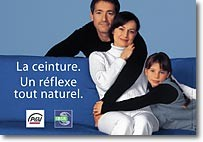 La ceinture.
Un réflexe
tout naturel.